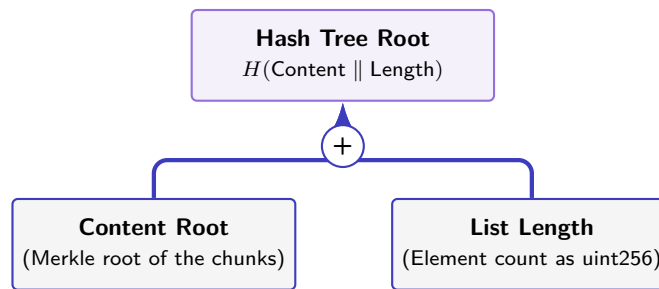 Hash Tree Root
H(Content ∥ Length)
+
Content Root
(Merkle root of the chunks)
List Length
(Element count as uint256)